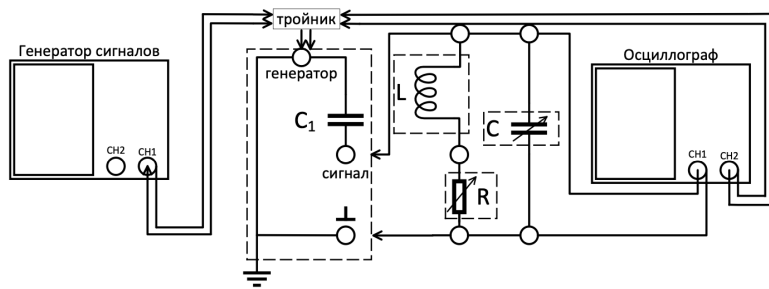 тройник
Генератор сигналов
Осциллограф
генератор
L
C₁
C
CH2
CH1
CH1
CH2
сигнал
R